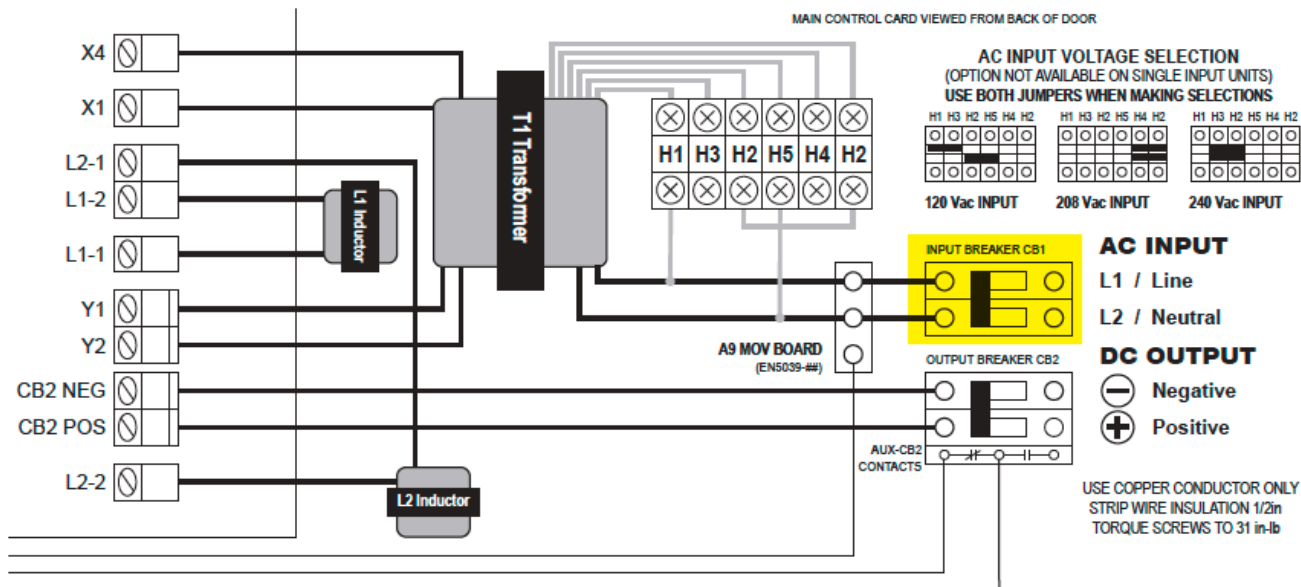 MAIN CONTROL CARD VIEWED FROM BACK OF DOOR
AC INPUT VOLTAGE SELECTION
(OPTION NOT AVAILABLE ON SINGLE INPUT UNITS)
USE BOTH JUMPERS WHEN MAKING SELECTIONS
H1 H3 H2 H5 H4 H2
H1 H3 H2 H5 H4 H2
H1 H3 H2 H5 H4 H2
120 Vac INPUT
208 Vac INPUT
240 Vac INPUT
X4
X1
L2-1
L1-2
L1-1
Y1
Y2
CB2 NEG
CB2 POS
L2-2
L1 Inductor
T1 Transformer
L2 Inductor
H1 H3 H2 H5 H4 H2
INPUT BREAKER CB1
AC INPUT
L1 / Line
L2 / Neutral
A9 MOV BOARD
(EN5039-##)
OUTPUT BREAKER CB2
DC OUTPUT
Negative
Positive
AUX-CB2
CONTACTS
USE COPPER CONDUCTOR ONLY
STRIP WIRE INSULATION 1/2in
TORQUE SCREWS TO 31 in-lb